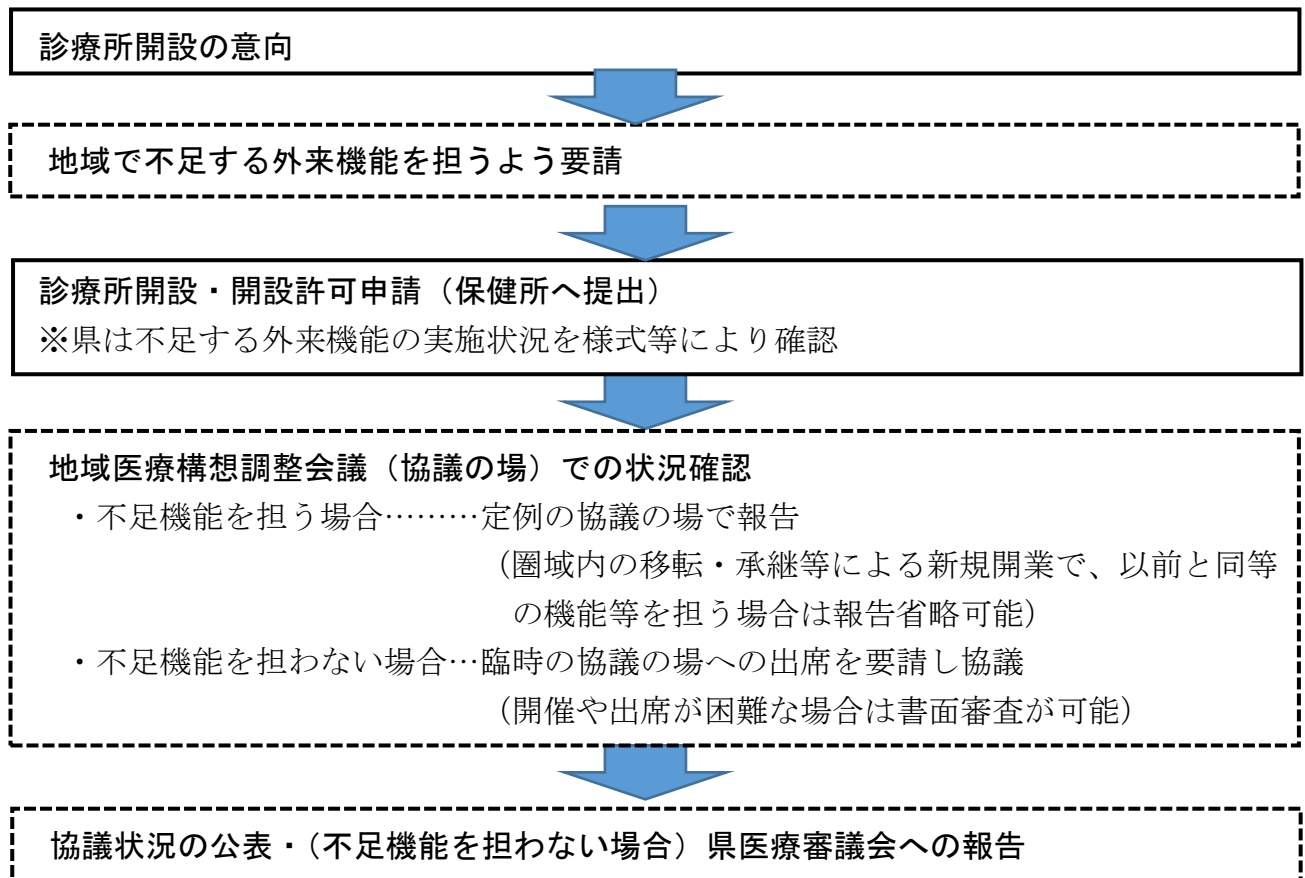 診療所開設の意向
地域で不足する外来機能を担うよう要請
診療所開設・開設許可申請（保健所へ提出）
※県は不足する外来機能の実施状況を様式等により確認
地域医療構想調整会議（協議の場）での状況確認
・不足機能を担う場合………定例の協議の場で報告
（圏域内の移転・承継等による新規開業で、以前と同等
の機能等を担う場合は報告省略可能）
・不足機能を担わない場合…臨時の協議の場への出席を要請し協議
（開催や出席が困難な場合は書面審査が可能）
協議状況の公表・（不足機能を担わない場合）県医療審議会への報告